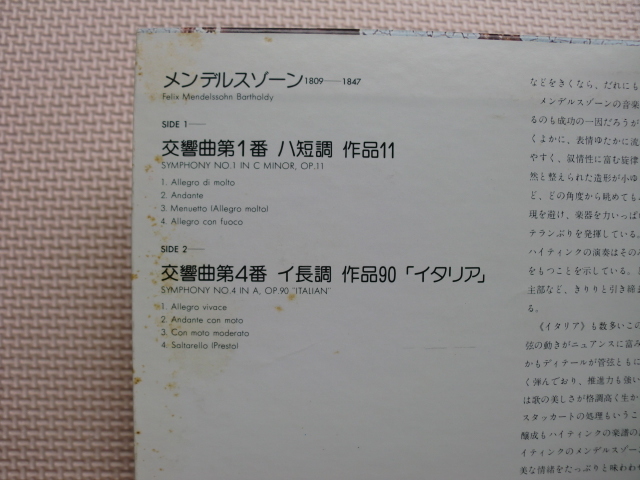 メンデルスゾーン 1809—1847
Felix Mendelssohn Bartholdy
SIDE 1—
交響曲第1番 ハ短調 作品11
SYMPHONY NO.1 IN C MINOR, OP.11
1. Allegro di molto
2. Andante
3. Menuetto (Allegro molto)
4. Allegro con fuoco
SIDE 2—
交響曲第4番 イ長調 作品90「イタリア」
SYMPHONY NO.4 IN A, OP.90 "ITALIAN"
1. Allegro vivace
2. Andante con moto
3. Con moto moderato
4. Saltarello (Presto)
などをきくなら、だれにも
メンデルスゾーンの音楽
るのも成功の一因だろうが
くよかに、表情ゆたかに流
やすく、叙情性に富む旋律
然と整えられた造形が小ゆ
ど、どの角度から眺めても
現を避け、楽器を力いっぱ
テランぶりを発揮している
ハイティンクの演奏はその
をもつことを示している。
主部など、きりりと引き締
る。
《イタリア》も数多いこの
弦の動きがニュアンスに富み
かもディテールが管弦ともに
く弾んでおり、推進力も強い
は歌の美しさが格調高く生か
スタッカートの処理もいうこ
醸成もハイティンクの楽譜の
イティンクのメンデルスゾー
美な情緒をたっぷりと味わわせ